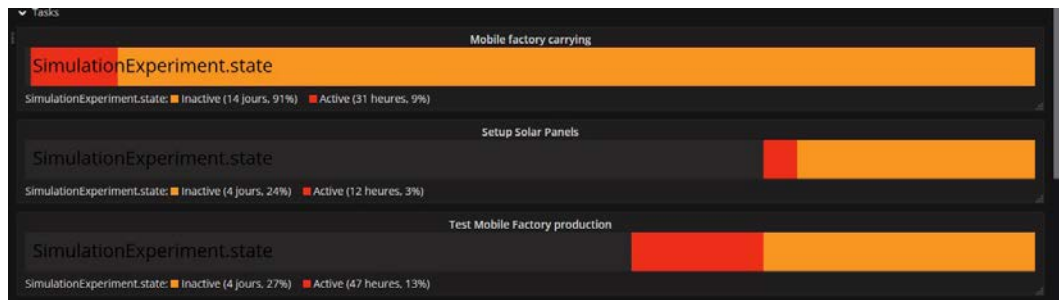 Tasks
Mobile factory carrying
SimulationExperiment.state
SimulationExperiment.state: Inactive (14 jours, 91%) Active (31 heures, 9%)
Setup Solar Panels
SimulationExperiment.state
SimulationExperiment.state: Inactive (4 jours, 24%) Active (12 heures, 3%)
Test Mobile Factory production
SimulationExperiment.state
SimulationExperiment.state: Inactive (4 jours, 27%) Active (47 heures, 13%)